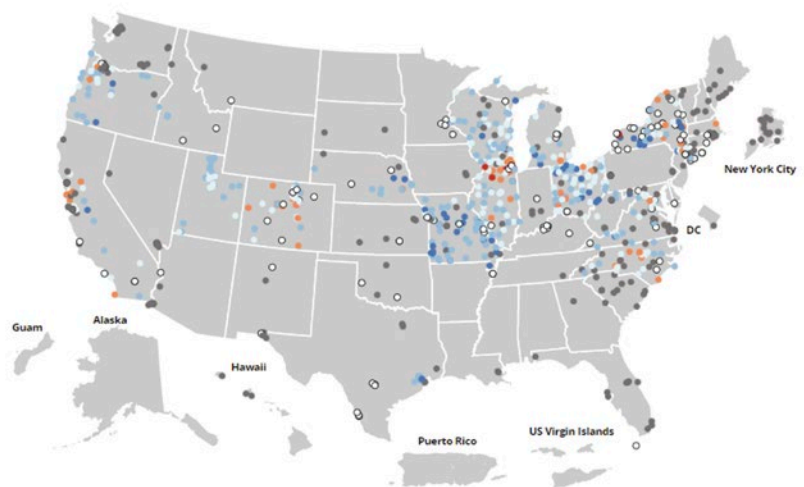 New York City
DC
Guam
Alaska
Hawaii
Puerto Rico
US Virgin Islands